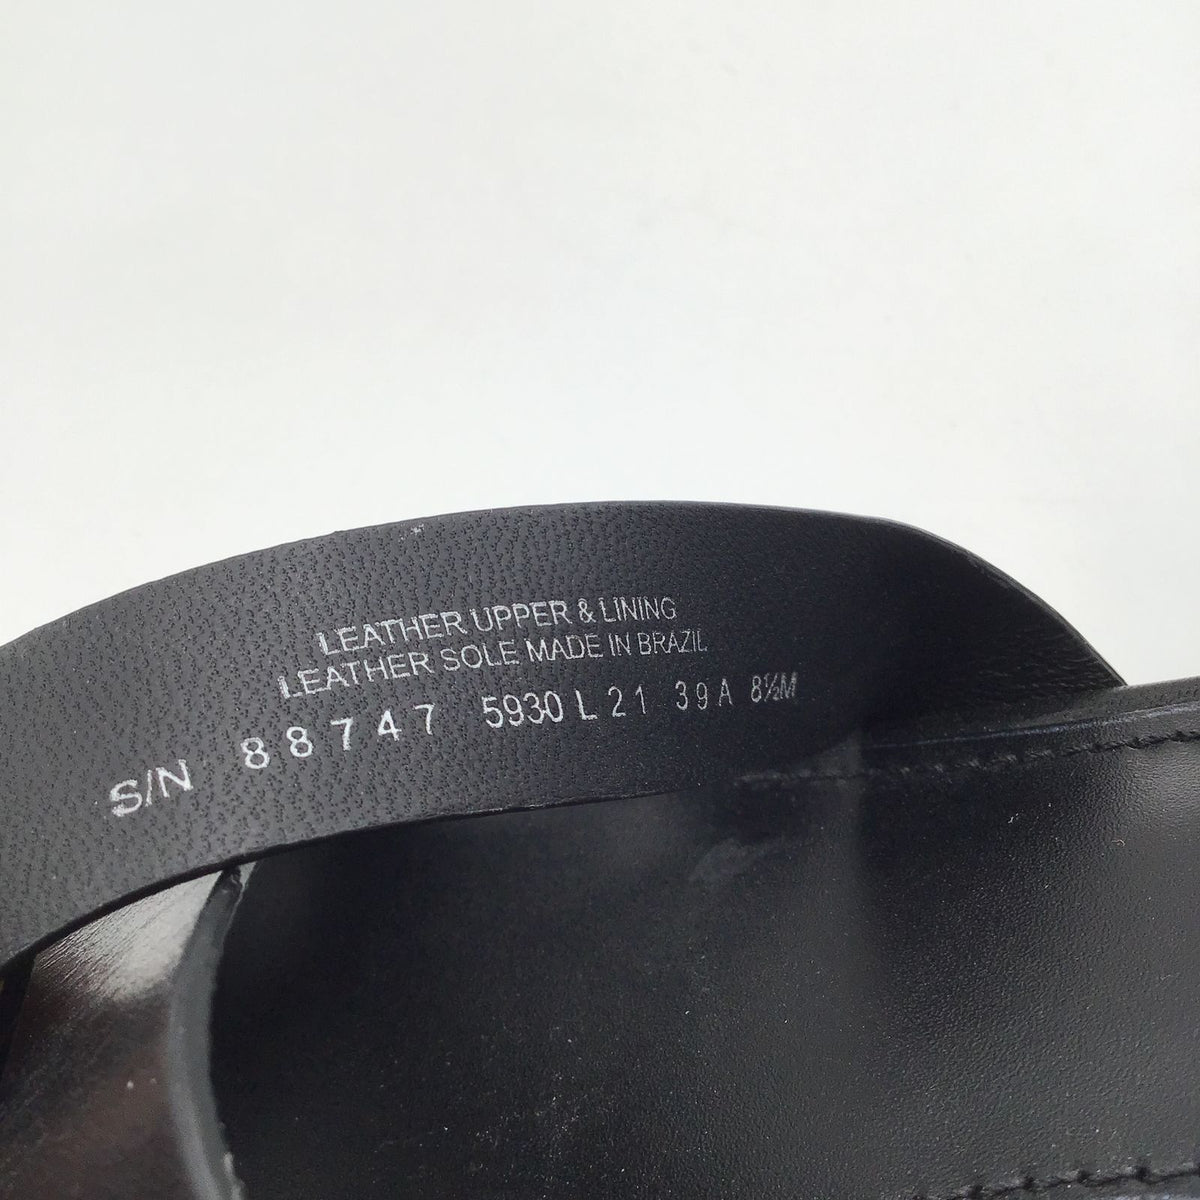 LEATHER UPPER & LINING
LEATHER SOLE MADE IN BRAZIL
S/N 88747 5930 L 21 39 A 8½M